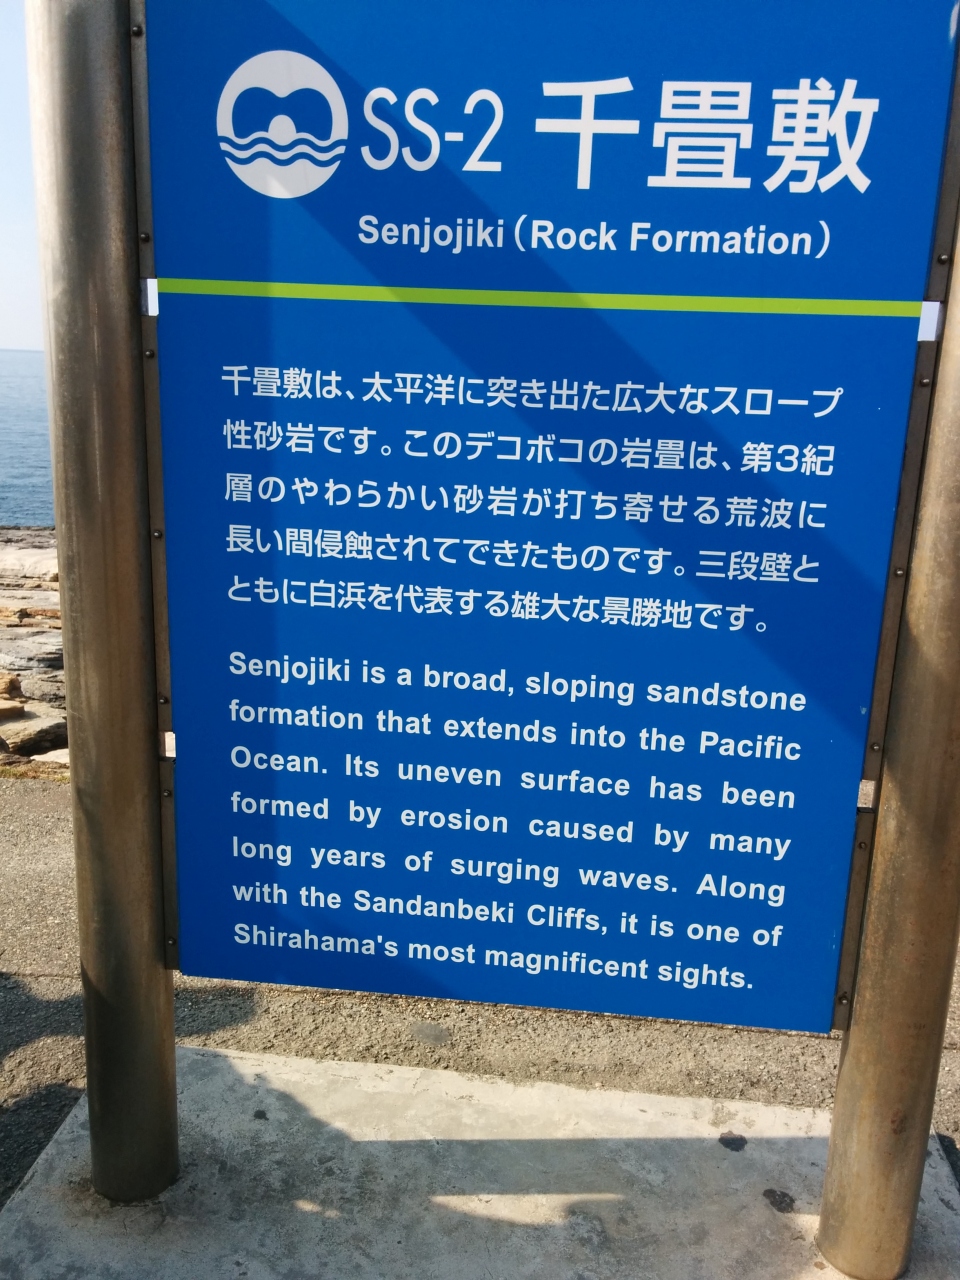 SS-2 千畳敷
Senjojiki（Rock Formation）
千畳敷は、太平洋に突き出た広大なスロープ
性砂岩です。このデコボコの岩畳は、第3紀
層のやわらかい砂岩が打ち寄せる荒波に
長い間侵蝕されてできたものです。三段壁と
ともに白浜を代表する雄大な景勝地です。
Senjojiki is a broad, sloping sandstone
formation that extends into the Pacific
Ocean. Its uneven surface has been
formed by erosion caused by many
long years of surging waves. Along
with the Sandanbeki Cliffs, it is one of
Shirahama's most magnificent sights.